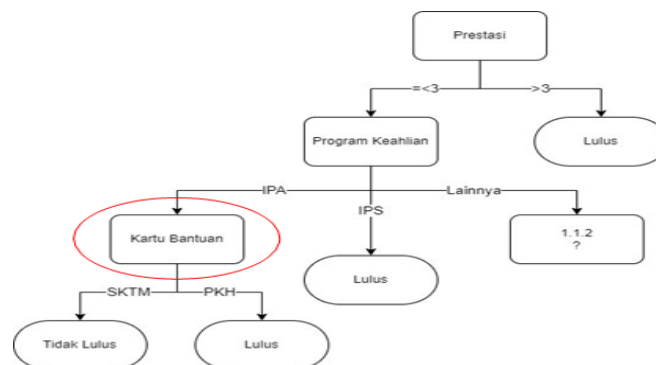 Prestasi
=<3
>3
Program Keahlian
Lulus
IPA
IPS
Lainnya
Kartu Bantuan
1.1.2
?
Lulus
SKTM
PKH
Tidak Lulus
Lulus